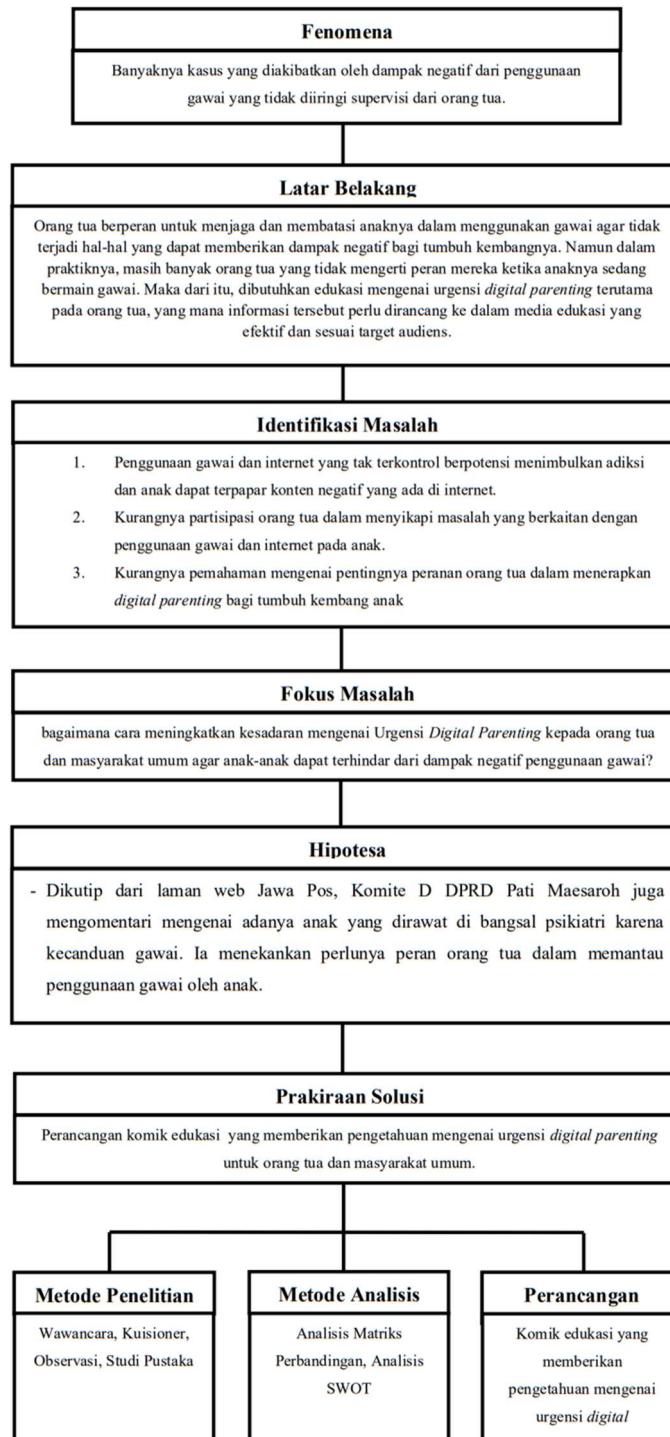 Fenomena
Banyaknya kasus yang diakibatkan oleh dampak negatif dari penggunaan
gawai yang tidak diiringi supervisi dari orang tua.
Latar Belakang
Orang tua berperan untuk menjaga dan membatasi anaknya dalam menggunakan gawai agar tidak
terjadi hal-hal yang dapat memberikan dampak negatif bagi tumbuh kembangnya. Namun dalam
praktiknya, masih banyak orang tua yang tidak mengerti peran mereka ketika anaknya sedang
bermain gawai. Maka dari itu, dibutuhkan edukasi mengenai urgensi digital parenting terutama
pada orang tua, yang mana informasi tersebut perlu dirancang ke dalam media edukasi yang
efektif dan sesuai target audiens.
Identifikasi Masalah
1. Penggunaan gawai dan internet yang tak terkontrol berpotensi menimbulkan adiksi
dan anak dapat terpapar konten negatif yang ada di internet.
2. Kurangnya partisipasi orang tua dalam menyikapi masalah yang berkaitan dengan
penggunaan gawai dan internet pada anak.
3. Kurangnya pemahaman mengenai pentingnya peranan orang tua dalam menerapkan
digital parenting bagi tumbuh kembang anak
Fokus Masalah
bagaimana cara meningkatkan kesadaran mengenai Urgensi Digital Parenting kepada orang tua
dan masyarakat umum agar anak-anak dapat terhindar dari dampak negatif penggunaan gawai?
Hipotesa
- Dikutip dari laman web Jawa Pos, Komite D DPRD Pati Maesaroh juga
mengomentari mengenai adanya anak yang dirawat di bangsal psikiatri karena
kecanduan gawai. Ia menekankan perlunya peran orang tua dalam memantau
penggunaan gawai oleh anak.
Prakiraan Solusi
Perancangan komik edukasi yang memberikan pengetahuan mengenai urgensi digital parenting
untuk orang tua dan masyarakat umum.
Metode Penelitian
Wawancara, Kuisioner,
Observasi, Studi Pustaka
Metode Analisis
Analisis Matriks
Perbandingan, Analisis
SWOT
Perancangan
Komik edukasi yang
memberikan
pengetahuan mengenai
urgensi digital